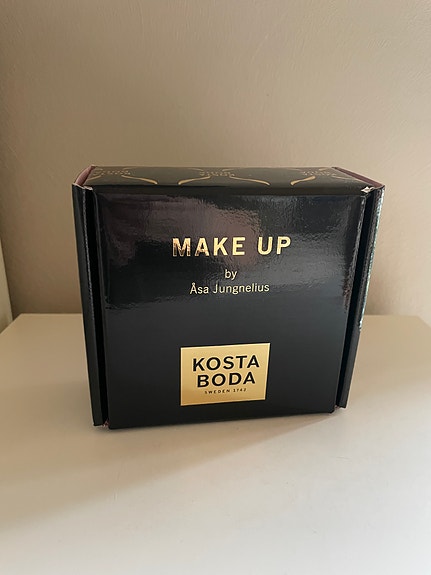 MAKE UP
by
Åsa Jungnelius
KOSTA
BODA
SWEDEN 1742